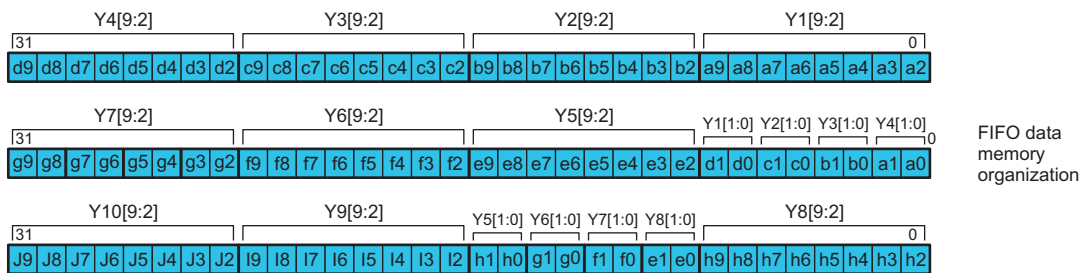 Y4[9:2] Y3[9:2] Y2[9:2] Y1[9:2]
31 0
d9 d8 d7 d6 d5 d4 d3 d2 c9 c8 c7 c6 c5 c4 c3 c2 b9 b8 b7 b6 b5 b4 b3 b2 a9 a8 a7 a6 a5 a4 a3 a2
Y7[9:2] Y6[9:2] Y5[9:2] Y1[1:0] Y2[1:0] Y3[1:0] Y4[1:0]
31 0
g9 g8 g7 g6 g5 g4 g3 g2 f9 f8 f7 f6 f5 f4 f3 f2 e9 e8 e7 e6 e5 e4 e3 e2 d1 d0 c1 c0 b1 b0 a1 a0
FIFO data
memory
organization
Y10[9:2] Y9[9:2] Y5[1:0] Y6[1:0] Y7[1:0] Y8[1:0] Y8[9:2]
31 0
J9 J8 J7 J6 J5 J4 J3 J2 I9 I8 I7 I6 I5 I4 I3 I2 h1 h0 g1 g0 f1 f0 e1 e0 h9 h8 h7 h6 h5 h4 h3 h2